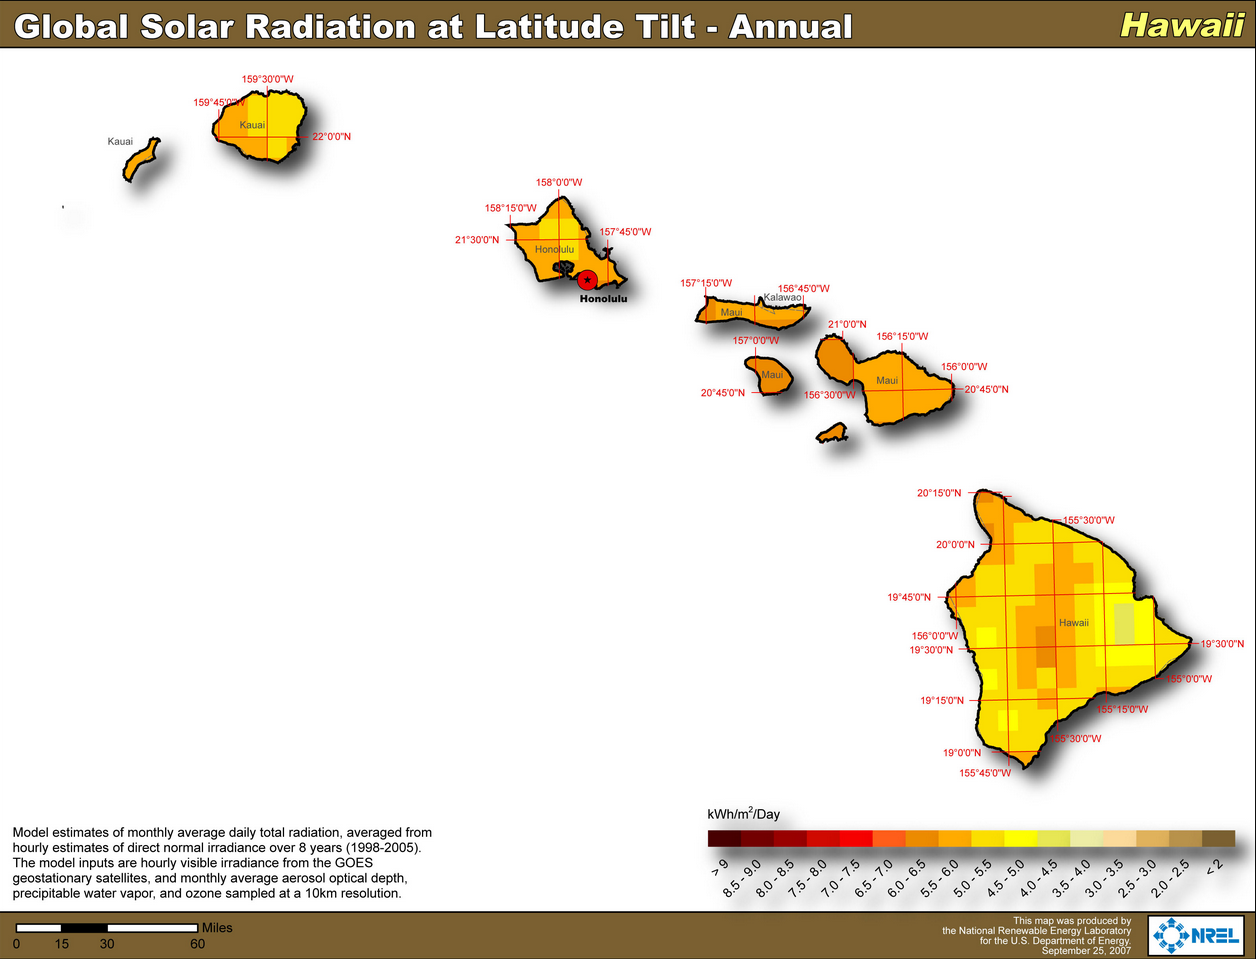 Global Solar Radiation at Latitude Tilt - Annual
Hawaii
159°30'0"W
159°45'0"W
Kauai
Kauai
22°0'0"N
158°0'0"W
158°15'0"W
157°45'0"W
21°30'0"N
Honolulu
Honolulu
157°15'0"W
156°45'0"W
Kalawao
Maui
21°0'0"N
157°0'0"W
156°15'0"W
Maui
Maui
156°0'0"W
20°45'0"N
156°30'0"W
20°45'0"N
20°15'0"N
155°30'0"W
20°0'0"N
19°45'0"N
Hawaii
156°0'0"W
19°30'0"N
19°30'0"N
155°0'0"W
19°15'0"N
155°15'0"W
155°30'0"W
19°0'0"N
155°45'0"W
kWh/m²/Day
> 9
8.5 - 9.0
8.0 - 8.5
7.5 - 8.0
7.0 - 7.5
6.5 - 7.0
6.0 - 6.5
5.5 - 6.0
5.0 - 5.5
4.5 - 5.0
4.0 - 4.5
3.5 - 4.0
3.0 - 3.5
2.5 - 3.0
2.0 - 2.5
< 2
Model estimates of monthly average daily total radiation, averaged from
hourly estimates of direct normal irradiance over 8 years (1998-2005).
The model inputs are hourly visible irradiance from the GOES
geostationary satellites, and monthly average aerosol optical depth,
precipitable water vapor, and ozone sampled at a 10km resolution.
Miles
0 15 30 60
This map was produced by
the National Renewable Energy Laboratory
for the U.S. Department of Energy.
September 25, 2007
NREL